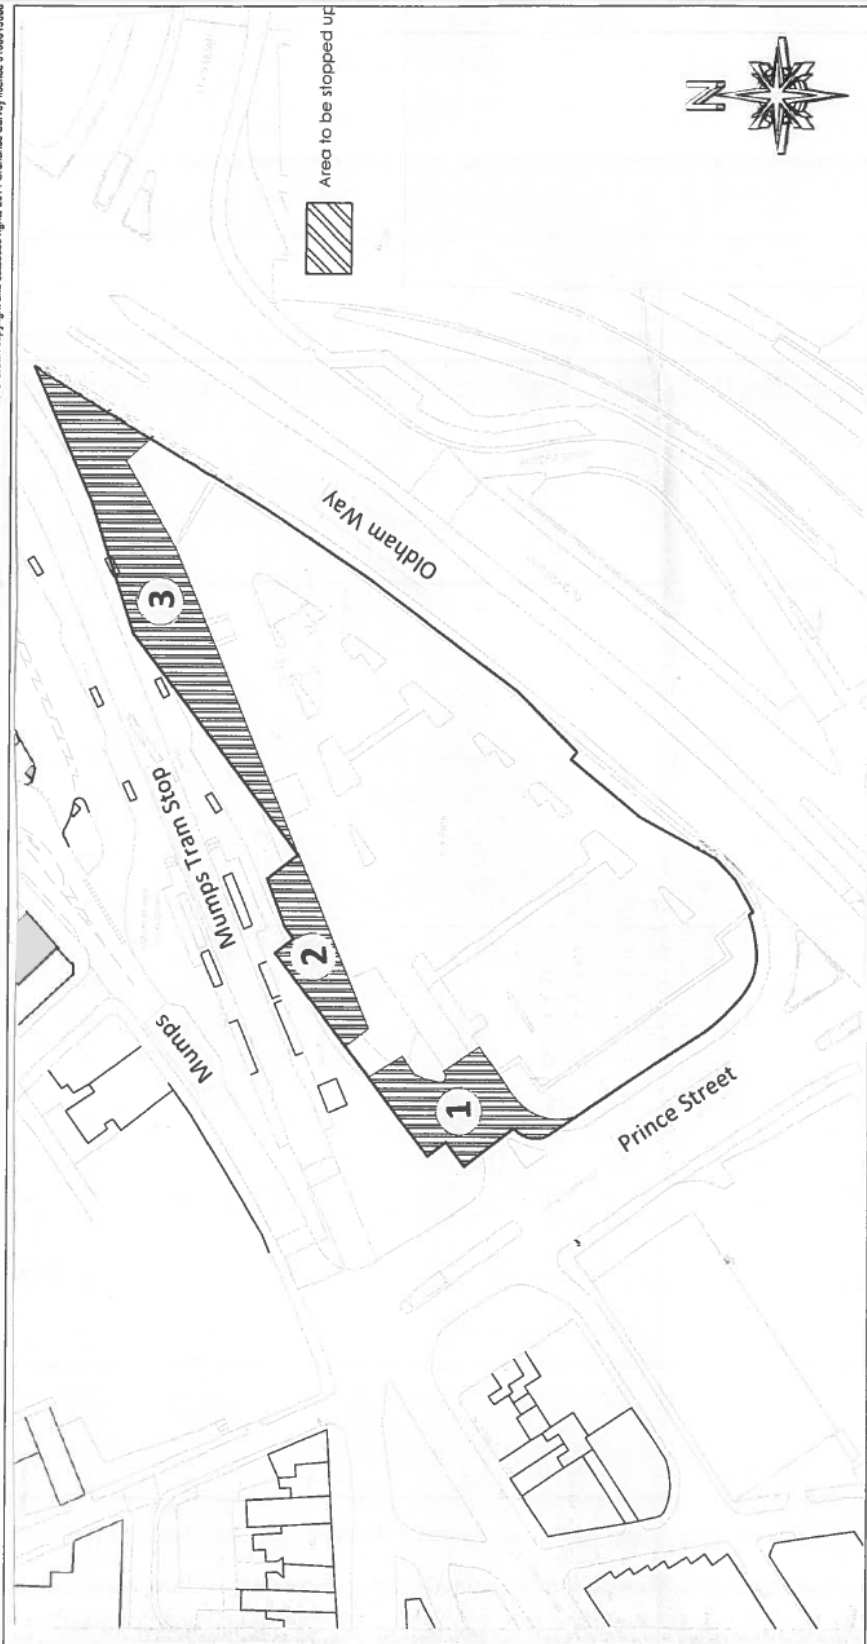 Area to be stopped up
N
Oldham Way
3
Mumps Tram Stop
2
Mumps
1
Prince Street